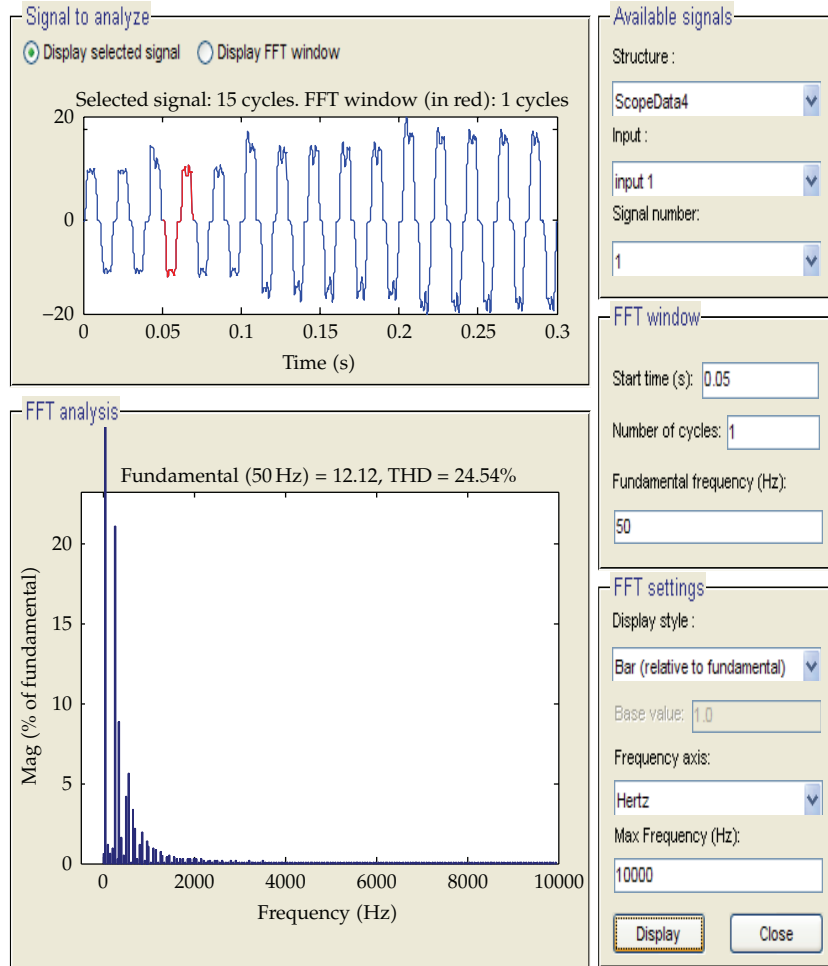 Signal to analyze
Display selected signal Display FFT window
Selected signal: 15 cycles. FFT window (in red): 1 cycles
20
0
−20
0 0.05 0.1 0.15 0.2 0.25 0.3
Time (s)
FFT analysis
Fundamental (50 Hz) = 12.12, THD = 24.54%
20
15
10
5
0
Mag (% of fundamental)
0 2000 4000 6000 8000 10000
Frequency (Hz)
Available signals
Structure :
ScopeData4
Input :
input 1
Signal number:
1
FFT window
Start time (s): 0.05
Number of cycles: 1
Fundamental frequency (Hz):
50
FFT settings
Display style :
Bar (relative to fundamental)
Base value: 1.0
Frequency axis:
Hertz
Max Frequency (Hz):
10000
Display Close